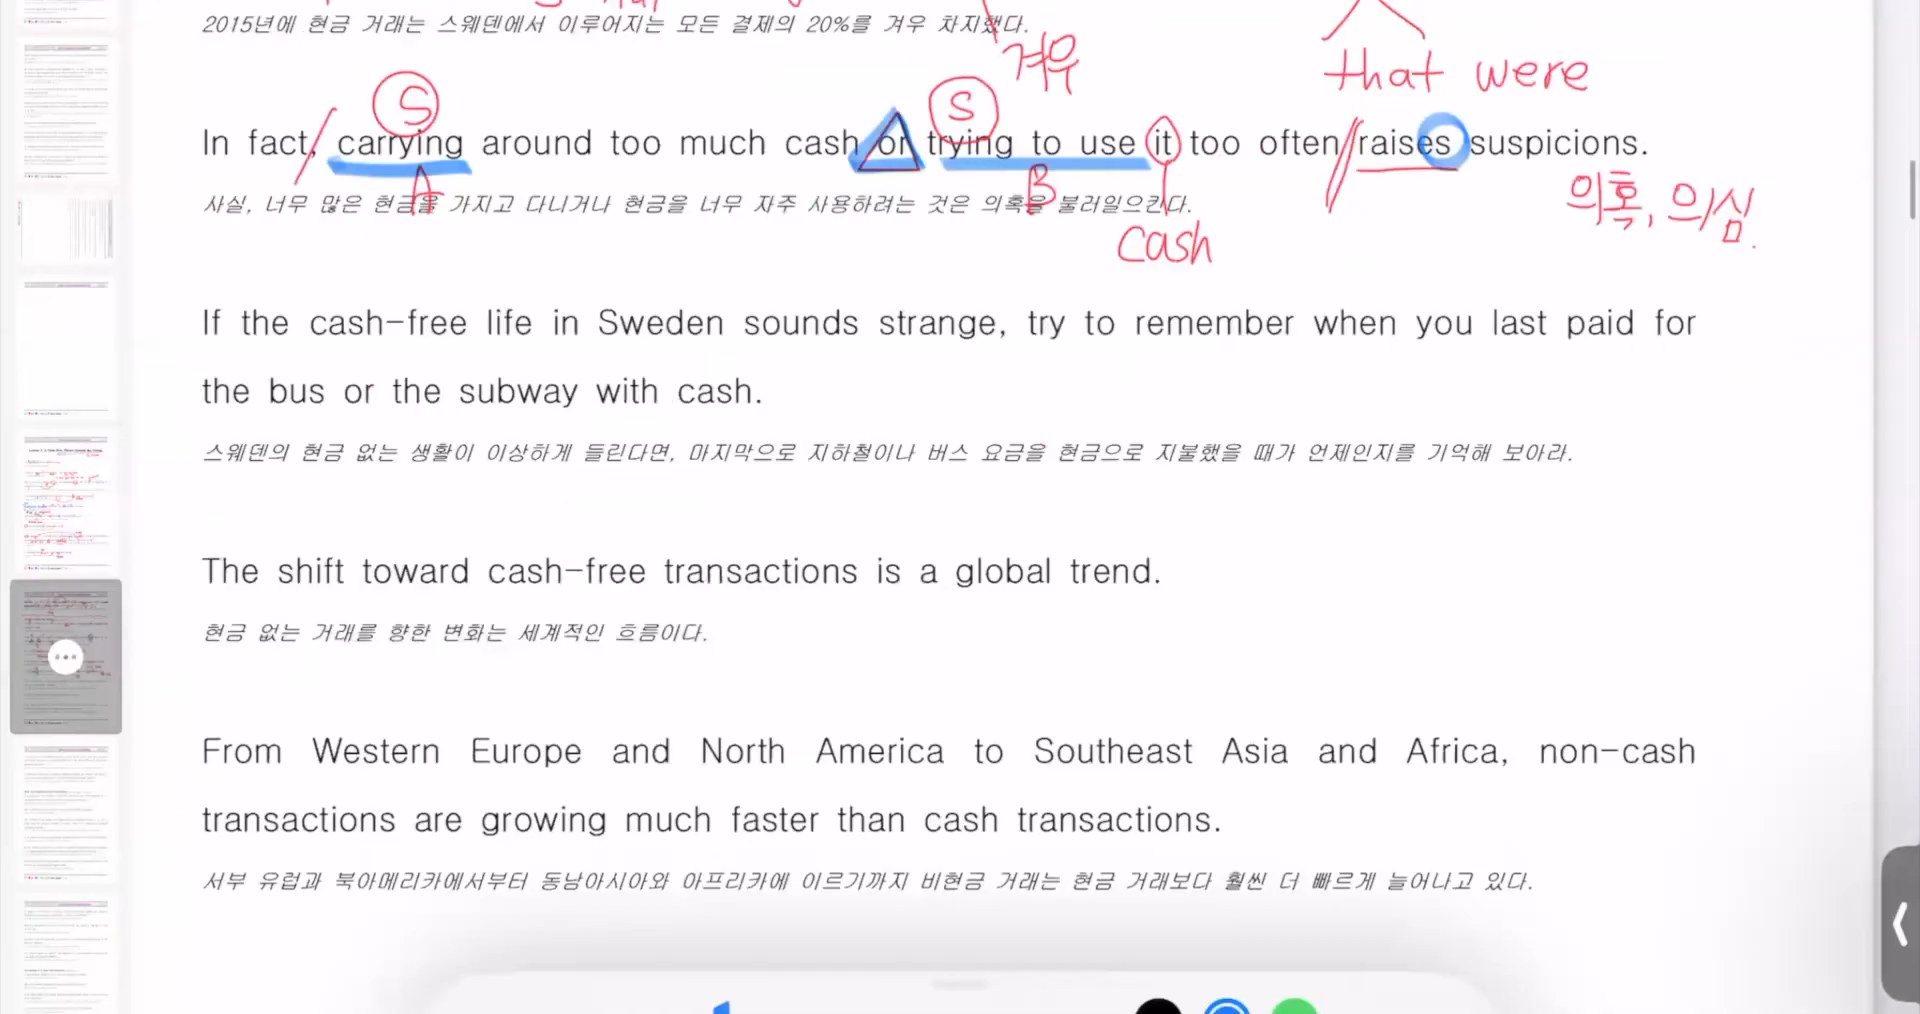 2015년에 현금 거래는 스웨덴에서 이루어지는 모든 결제의 20%를 겨우 차지했다.
겨우
that were
S
S
In fact, carrying around too much cash or trying to use it too often raises suspicions.
A
B
의혹, 의심.
사실, 너무 많은 현금을 가지고 다니거나 현금을 너무 자주 사용하려는 것은 의혹을 불러일으킨다.
cash
If the cash-free life in Sweden sounds strange, try to remember when you last paid for
the bus or the subway with cash.
스웨덴의 현금 없는 생활이 이상하게 들린다면, 마지막으로 지하철이나 버스 요금을 현금으로 지불했을 때가 언제인지를 기억해 보아라.
The shift toward cash-free transactions is a global trend.
현금 없는 거래를 향한 변화는 세계적인 흐름이다.
From Western Europe and North America to Southeast Asia and Africa, non-cash
transactions are growing much faster than cash transactions.
서부 유럽과 북아메리카에서부터 동남아시아와 아프리카에 이르기까지 비현금 거래는 현금 거래보다 훨씬 더 빠르게 늘어나고 있다.